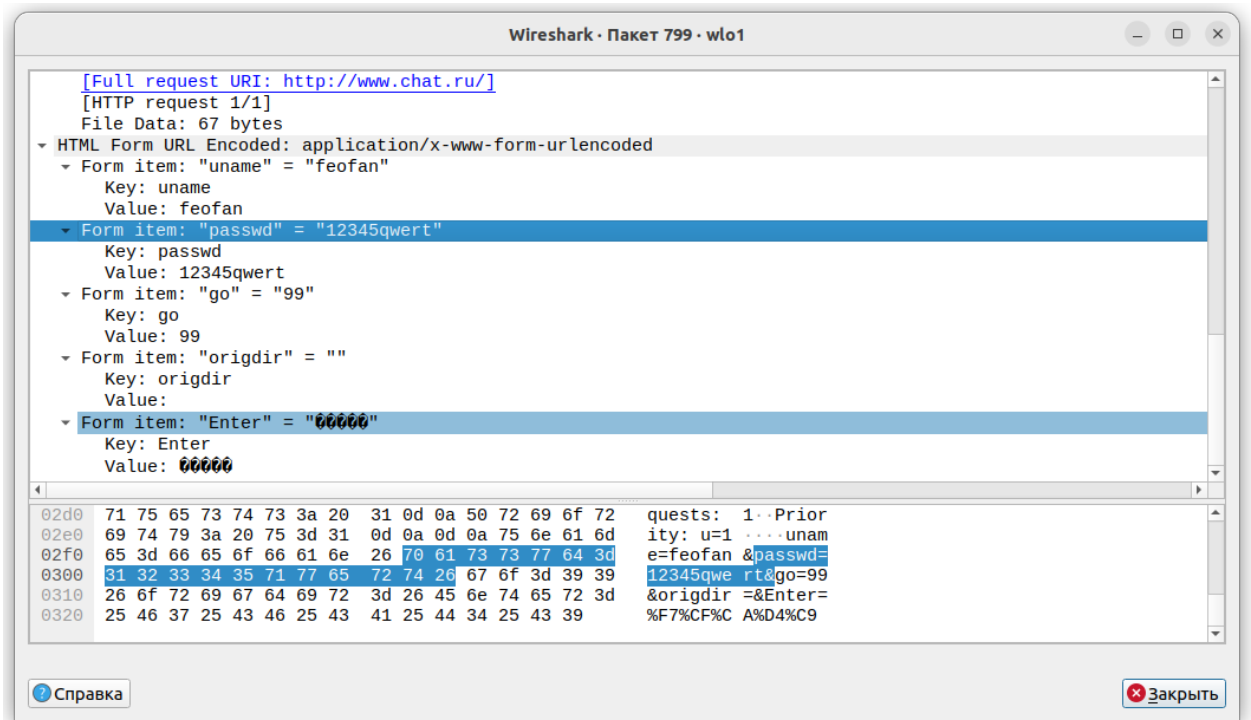 Wireshark · Пакет 799 · wlo1
[Full request URI: http://www.chat.ru/]
[HTTP request 1/1]
File Data: 67 bytes
HTML Form URL Encoded: application/x-www-form-urlencoded
Form item: "uname" = "feofan"
Key: uname
Value: feofan
Form item: "passwd" = "12345qwert"
Key: passwd
Value: 12345qwert
Form item: "go" = "99"
Key: go
Value: 99
Form item: "origdir" = ""
Key: origdir
Value:
Form item: "Enter" = "�����"
Key: Enter
Value: �����
02d0 71 75 65 73 74 73 3a 20 31 0d 0a 50 72 69 6f 72 quests: 1··Prior
02e0 69 74 79 3a 20 75 3d 31 0d 0a 0d 0a 75 6e 61 6d ity: u=1 ····unam
02f0 65 3d 66 65 6f 66 61 6e 26 70 61 73 73 77 64 3d e=feofan &passwd=
0300 31 32 33 34 35 71 77 65 72 74 26 67 6f 3d 39 39 12345qwe rt&go=99
0310 26 6f 72 69 67 64 69 72 3d 26 45 6e 74 65 72 3d &origdir =&Enter=
0320 25 46 37 25 43 46 25 43 41 25 44 34 25 43 39 %F7%CF%C A%D4%C9
Справка
Закрыть